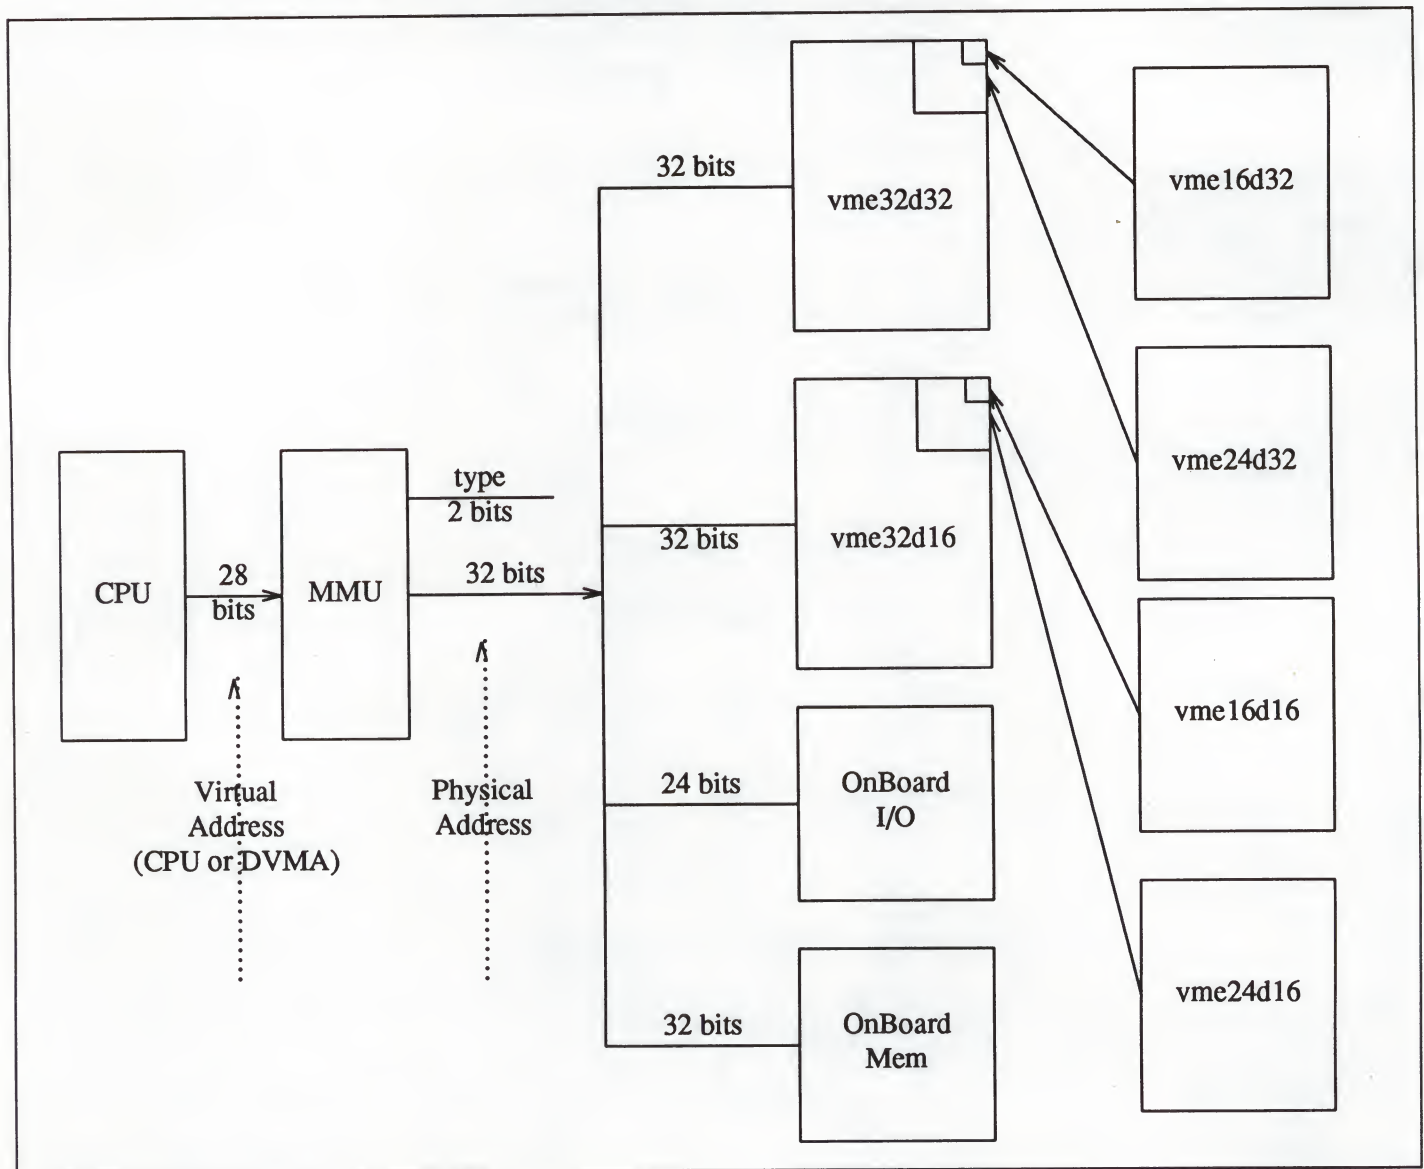 32 bits
vme32d32
vme16d32
type
2 bits
32 bits
vme32d16
vme24d32
CPU
28
bits
MMU
32 bits
vme16d16
Virtual
Address
(CPU or DVMA)
Physical
Address
24 bits
OnBoard
I/O
32 bits
OnBoard
Mem
vme24d16